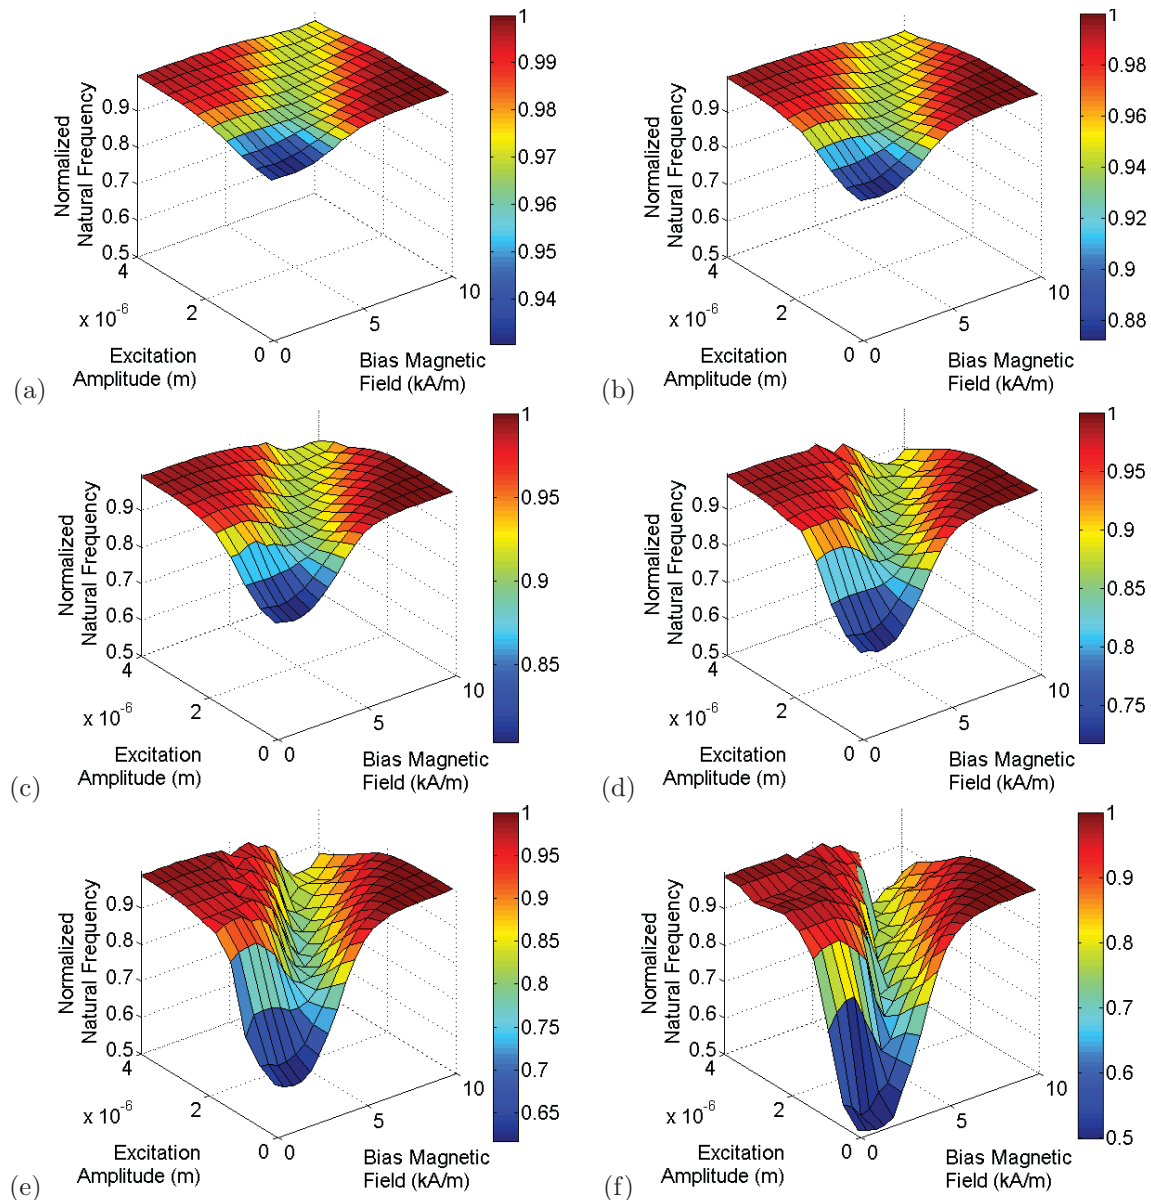 1
0.99
0.98
0.97
0.96
0.95
0.94
Normalized
Natural Frequency
0.9
0.8
0.7
0.6
0.5
4
x 10-6
2
0
0
5
10
Excitation
Amplitude (m)
Bias Magnetic
Field (kA/m)
(a)
1
0.98
0.96
0.94
0.92
0.9
0.88
Normalized
Natural Frequency
0.9
0.8
0.7
0.6
0.5
4
x 10-6
2
0
0
5
10
Excitation
Amplitude (m)
Bias Magnetic
Field (kA/m)
(b)
1
0.95
0.9
0.85
Normalized
Natural Frequency
0.9
0.8
0.7
0.6
0.5
4
x 10-6
2
0
0
5
10
Excitation
Amplitude (m)
Bias Magnetic
Field (kA/m)
(c)
1
0.95
0.9
0.85
0.8
0.75
Normalized
Natural Frequency
0.9
0.8
0.7
0.6
0.5
4
x 10-6
2
0
0
5
10
Excitation
Amplitude (m)
Bias Magnetic
Field (kA/m)
(d)
1
0.95
0.9
0.85
0.8
0.75
0.7
0.65
Normalized
Natural Frequency
0.9
0.8
0.7
0.6
0.5
4
x 10-6
2
0
0
5
10
Excitation
Amplitude (m)
Bias Magnetic
Field (kA/m)
(e)
1
0.9
0.8
0.7
0.6
0.5
Normalized
Natural Frequency
0.9
0.8
0.7
0.6
0.5
4
x 10-6
2
0
0
5
10
Excitation
Amplitude (m)
Bias Magnetic
Field (kA/m)
(f)